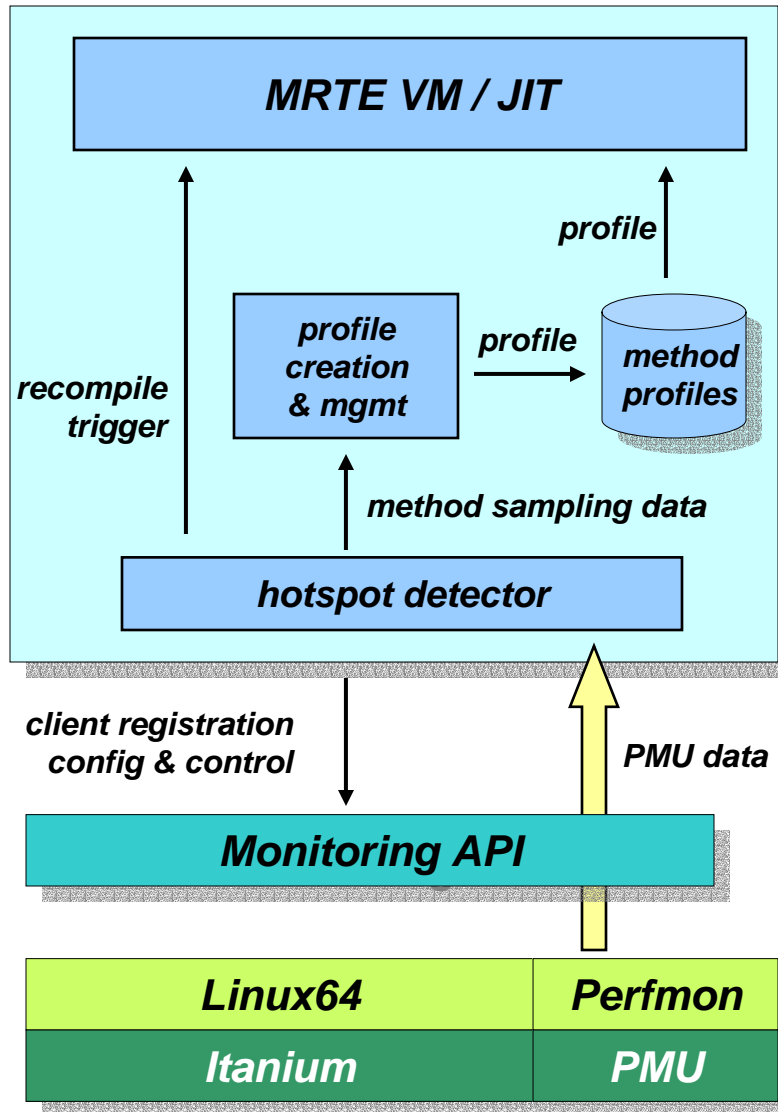 MRTE VM / JIT
profile
profile
creation
& mgmt
profile
method
profiles
recompile
trigger
method sampling data
hotspot detector
client registration
config & control
PMU data
Monitoring API
Linux64
Perfmon
Itanium
PMU